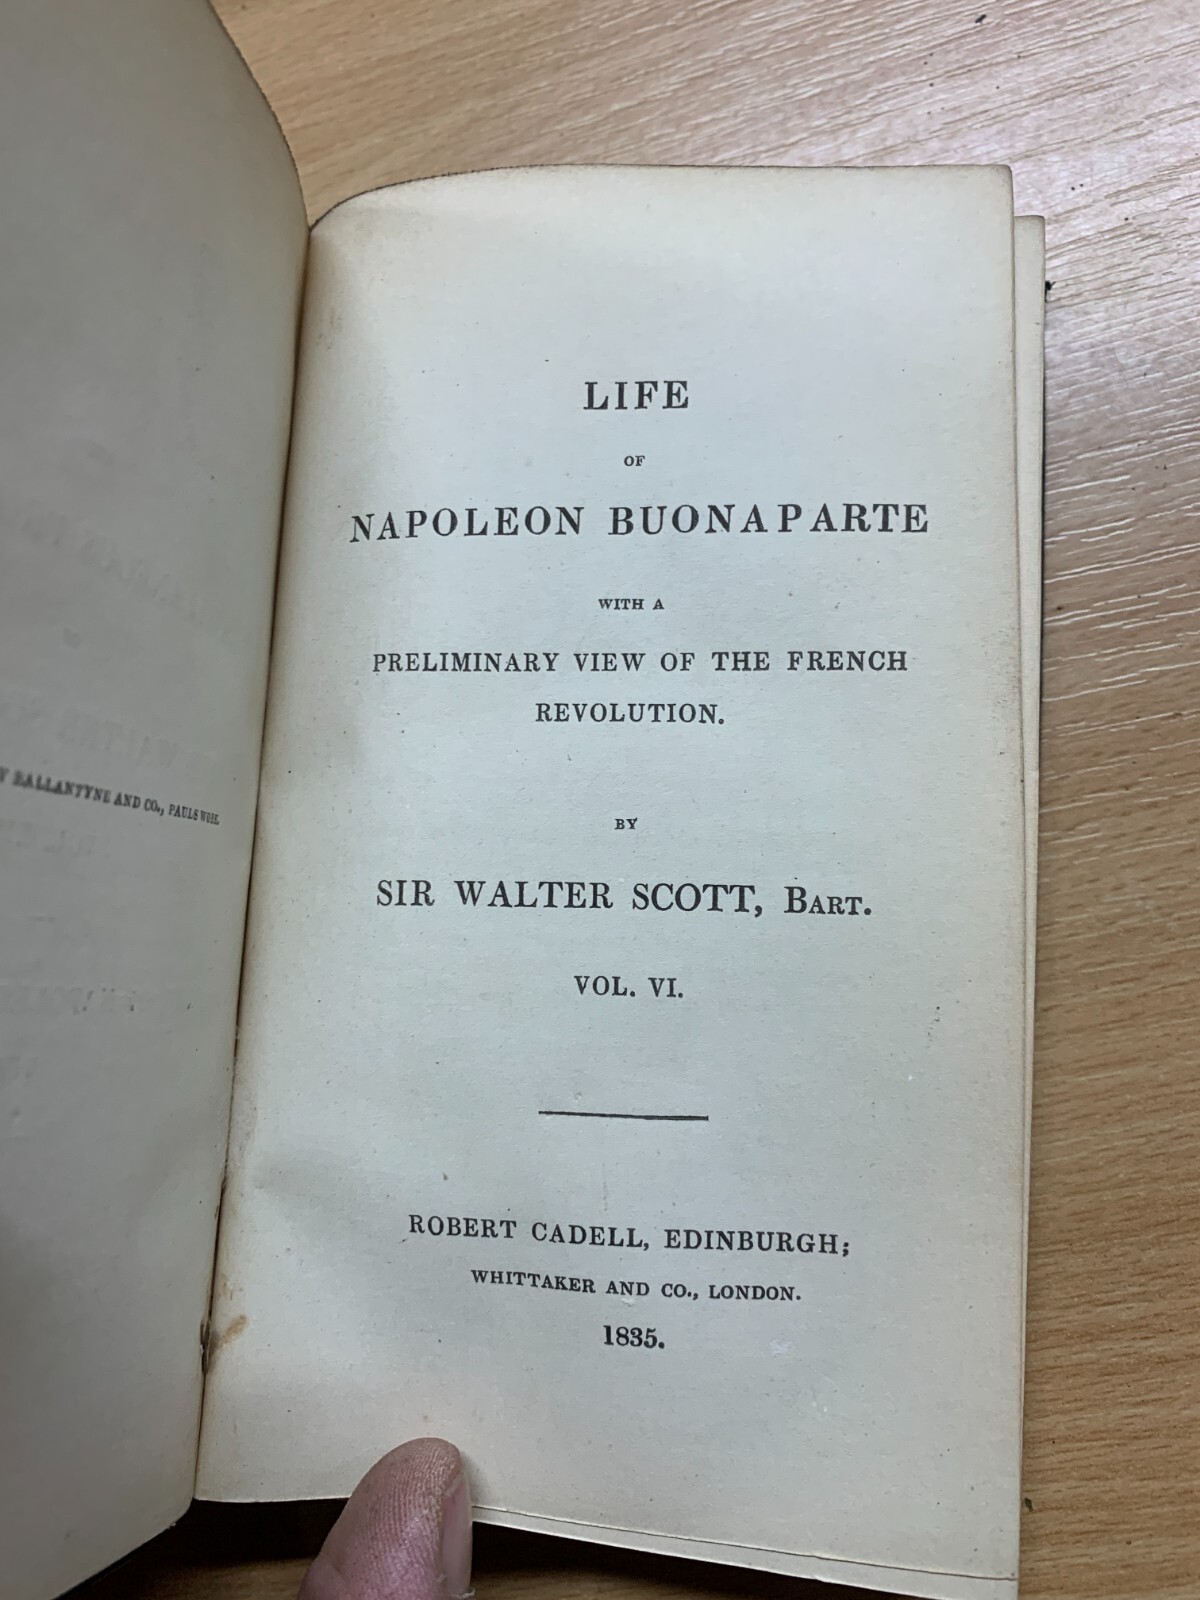 BALLANTYNE AND CO., PAULS WORK.
LIFE
OF
NAPOLEON BUONAPARTE
WITH A
PRELIMINARY VIEW OF THE FRENCH
REVOLUTION.
BY
SIR WALTER SCOTT, BART.
VOL. VI.
ROBERT CADELL, EDINBURGH;
WHITTAKER AND CO., LONDON.
1835.